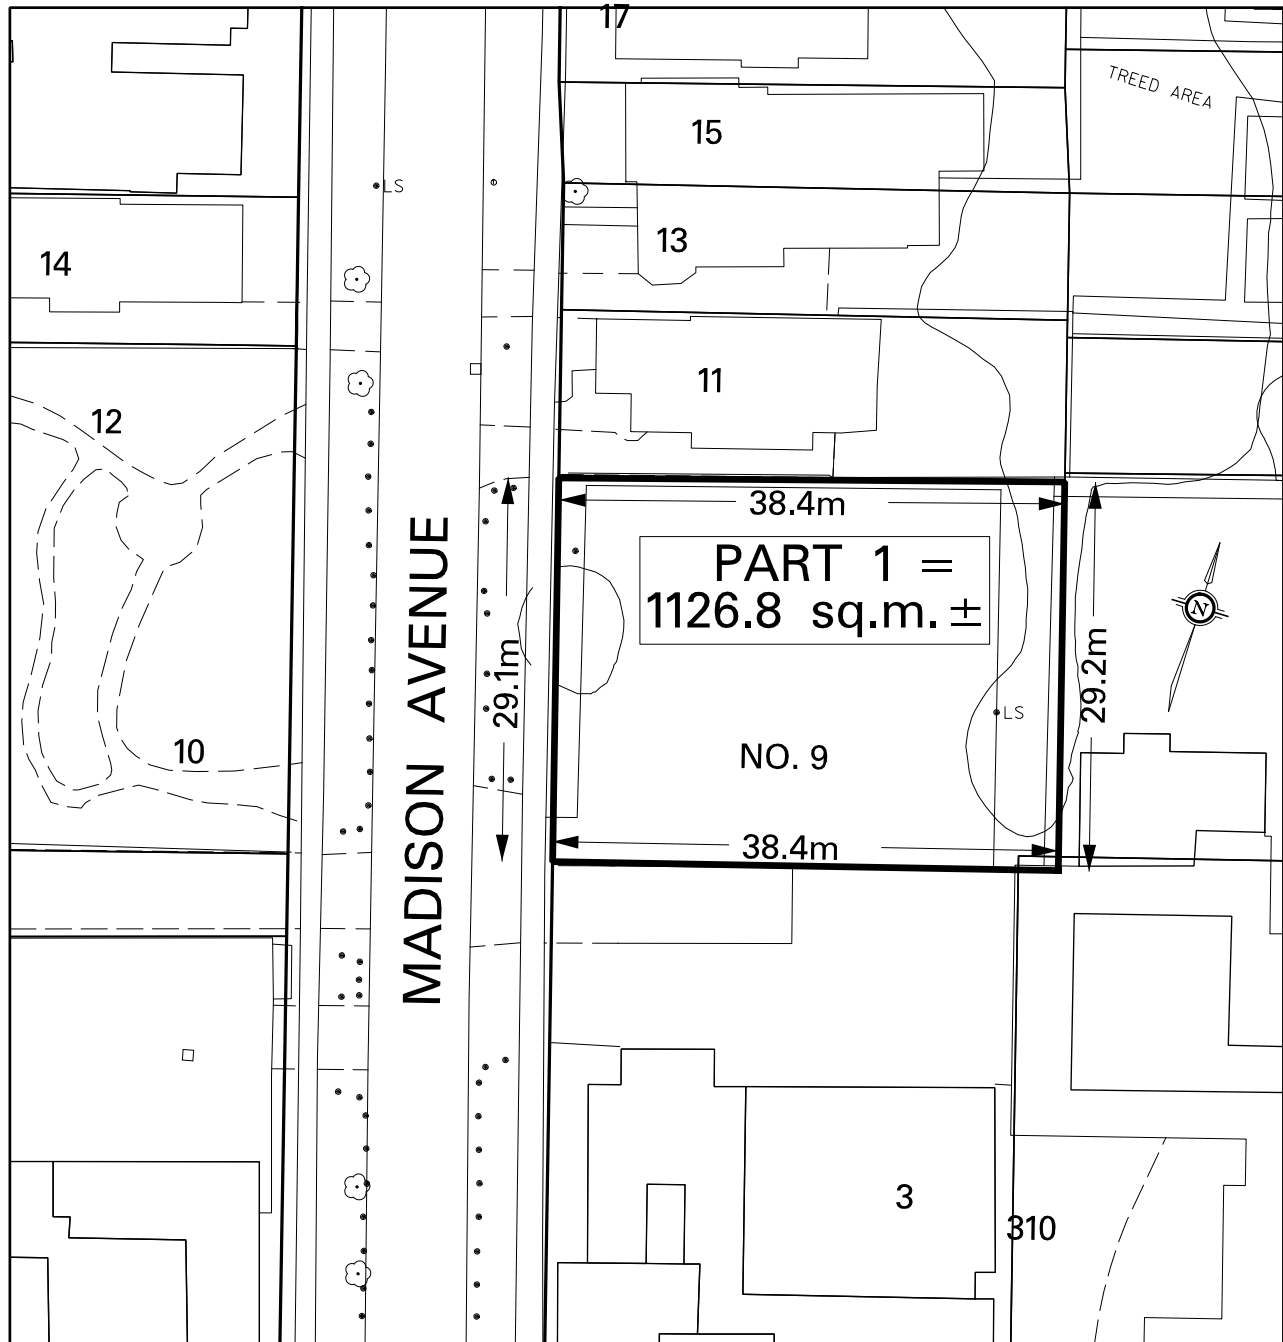 17
TREED AREA
15
LS
13
14
11
12
38.4m
PART 1 =
1126.8 sq.m. ±
N
MADISON AVENUE
29.1m
29.2m
LS
10
NO. 9
38.4m
3
310